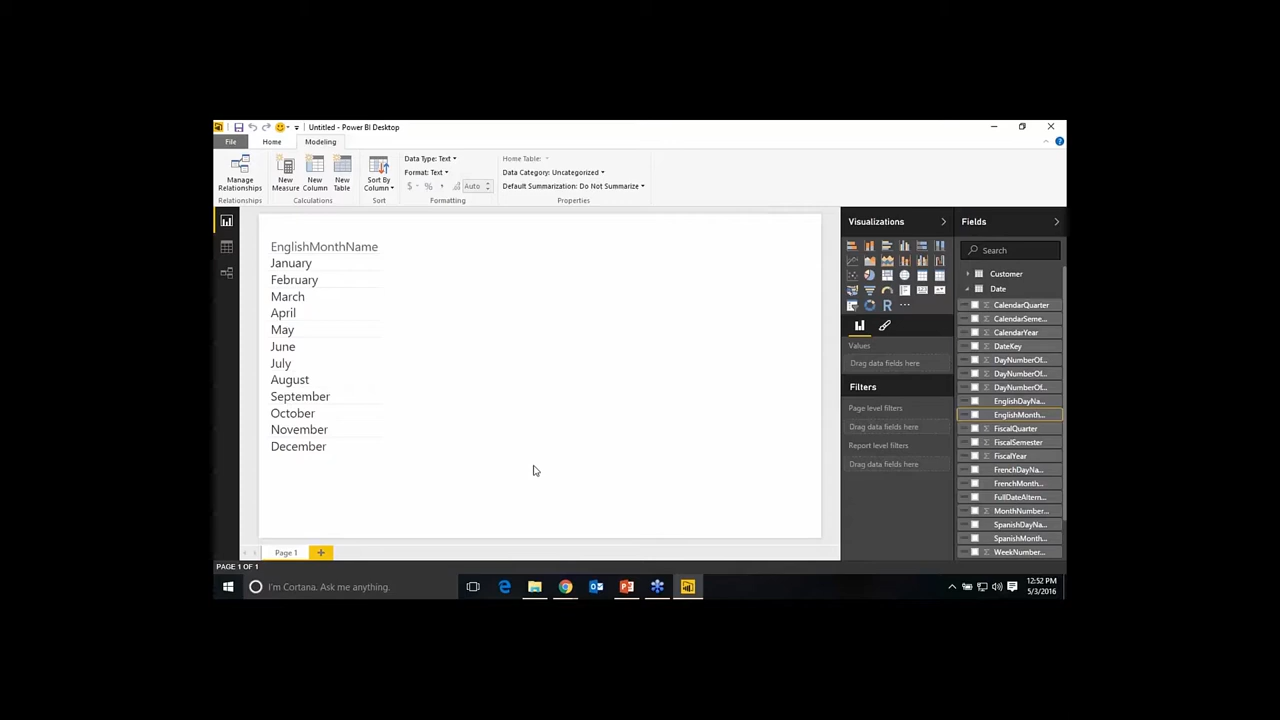 Untitled - Power BI Desktop
File Home Modeling
Manage Relationships
New Measure
New Column
New Table
Sort By Column
Data Type: Text
Format: Text
$ % , Auto
Home Table:
Data Category: Uncategorized
Default Summarization: Do Not Summarize
Relationships Calculations Sort Formatting Properties
EnglishMonthName
January
February
March
April
May
June
July
August
September
October
November
December
Visualizations
R
Values
Drag data fields here
Filters
Page level filters
Drag data fields here
Report level filters
Drag data fields here
Fields
Search
Customer
Date
CalendarQuarter
CalendarSeme...
CalendarYear
DateKey
DayNumberOf...
DayNumberOf...
DayNumberOf...
EnglishDayNa...
EnglishMonth...
FiscalQuarter
FiscalSemester
FiscalYear
FrenchDayNa...
FrenchMonth...
FullDateAltern...
MonthNumber...
SpanishDayNa...
SpanishMonth...
WeekNumber...
Page 1
PAGE 1 OF 1
I'm Cortana. Ask me anything.
12:52 PM
5/3/2016